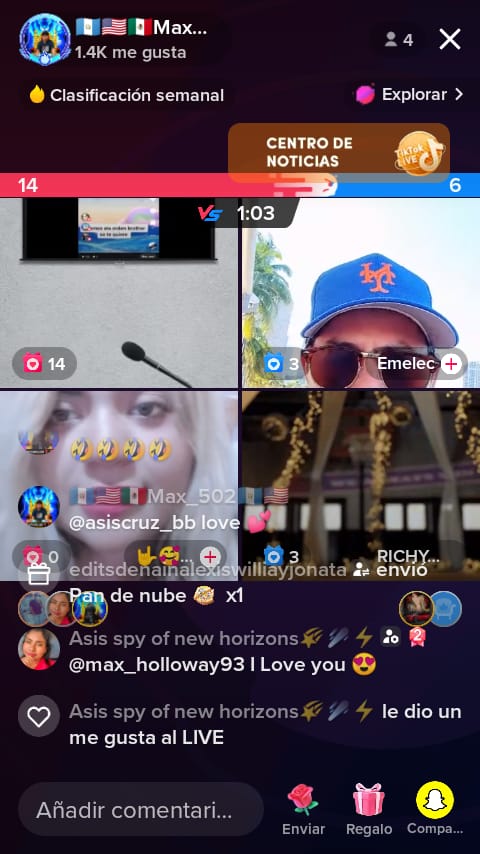 🇬🇹🇺🇸🇲🇽Max...
1.4K me gusta
4
Clasificación semanal
Explorar
CENTRO DE
NOTICIAS
TikTok
LIVE
14
6
VS 1:03
14
3
Emelec
🤣🤣🤣🤣
🇬🇹🇺🇸🇲🇽Max_502🇬🇹🇺🇸
@asiscruz_bb love 💕
0
🤟🥰...
3
RICHY...
envió
Pan de nube x1
Asis spy of new horizons 2
@max_holloway93 I Love you 😍
Asis spy of new horizons le dio un
me gusta al LIVE
Añadir comentari...
Enviar
Regalo
Compa...